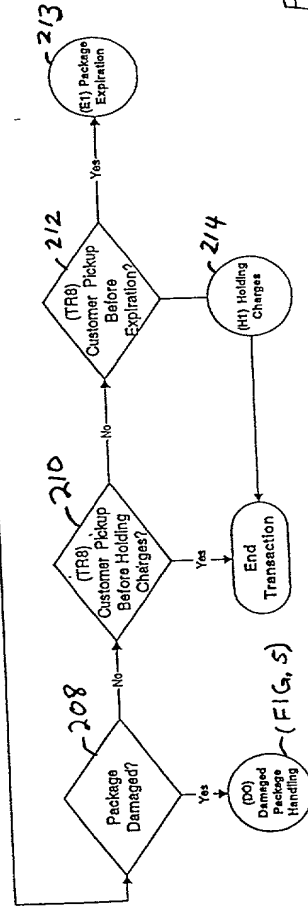 208
Package
Damaged?
No
Yes
(D0)
Damaged
Package
Handling
(FIG, 5)
210
(TR8)
Customer Pickup
Before Holding
Charges?
No
Yes
End
Transaction
212
(TR8)
Customer Pickup
Before
Expiration?
Yes
213
(E1) Package
Expiration
214
(H1) Holding
Charges